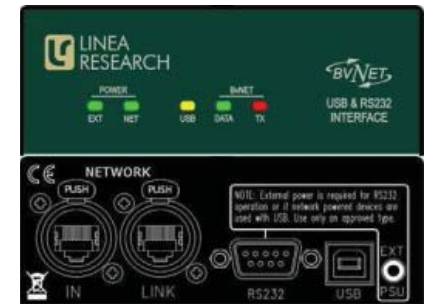 LINEA
RESEARCH
BVNET
POWER
BvNET
EXT NET USB DATA TX
USB & RS232
INTERFACE
CE NETWORK
PUSH PUSH
NOTE: External power is required for RS232
operation or if network powered devices are
used with USB. Use only an approved type.
IN LINK RS232 USB
EXT
PSU